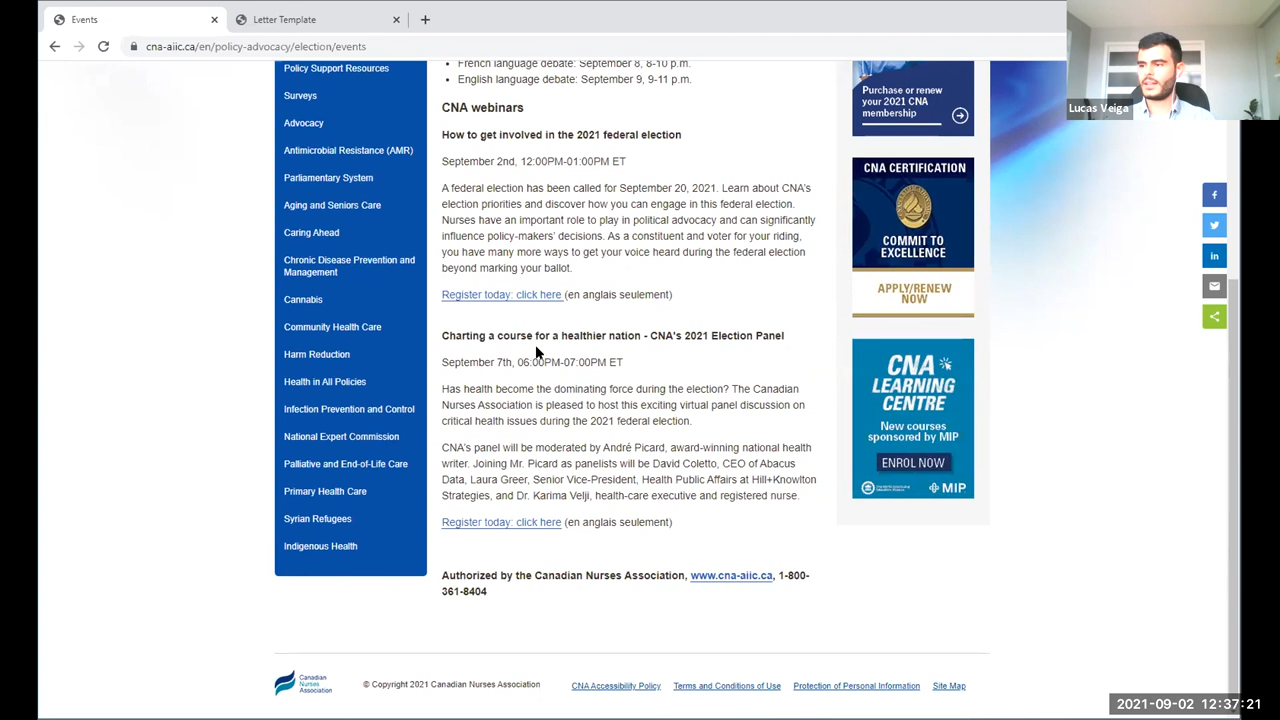 Events
Letter Template
cna-aiic.ca/en/policy-advocacy/election/events
Lucas Veiga
Policy Support Resources
Surveys
Advocacy
Antimicrobial Resistance (AMR)
Parliamentary System
Aging and Seniors Care
Caring Ahead
Chronic Disease Prevention and
Management
Cannabis
Community Health Care
Harm Reduction
Health in All Policies
Infection Prevention and Control
National Expert Commission
Palliative and End-of-Life Care
Primary Health Care
Syrian Refugees
Indigenous Health
• French language debate: September 8, 8-10 p.m.
• English language debate: September 9, 9-11 p.m.
CNA webinars
How to get involved in the 2021 federal election
September 2nd, 12:00PM-01:00PM ET
A federal election has been called for September 20, 2021. Learn about CNA's
election priorities and discover how you can engage in this federal election.
Nurses have an important role to play in political advocacy and can significantly
influence policy-makers' decisions. As a constituent and voter for your riding,
you have many more ways to get your voice heard during the federal election
beyond marking your ballot.
Register today: click here (en anglais seulement)
Charting a course for a healthier nation - CNA's 2021 Election Panel
September 7th, 06:00PM-07:00PM ET
Has health become the dominating force during the election? The Canadian
Nurses Association is pleased to host this exciting virtual panel discussion on
critical health issues during the 2021 federal election.
CNA's panel will be moderated by André Picard, award-winning national health
writer. Joining Mr. Picard as panelists will be David Coletto, CEO of Abacus
Data, Laura Greer, Senior Vice-President, Health Public Affairs at Hill+Knowlton
Strategies, and Dr. Karima Velji, health-care executive and registered nurse.
Register today: click here (en anglais seulement)
Authorized by the Canadian Nurses Association, www.cna-aiic.ca, 1-800-
361-8404
Purchase or renew
your 2021 CNA
membership
CNA CERTIFICATION
COMMIT TO
EXCELLENCE
APPLY/RENEW
NOW
CNA
LEARNING
CENTRE
New courses
sponsored by MIP
ENROL NOW
MIP
Canadian
Nurses
Association
© Copyright 2021 Canadian Nurses Association
CNA Accessibility Policy
Terms and Conditions of Use
Protection of Personal Information
Site Map
2021-09-02 12:37:21